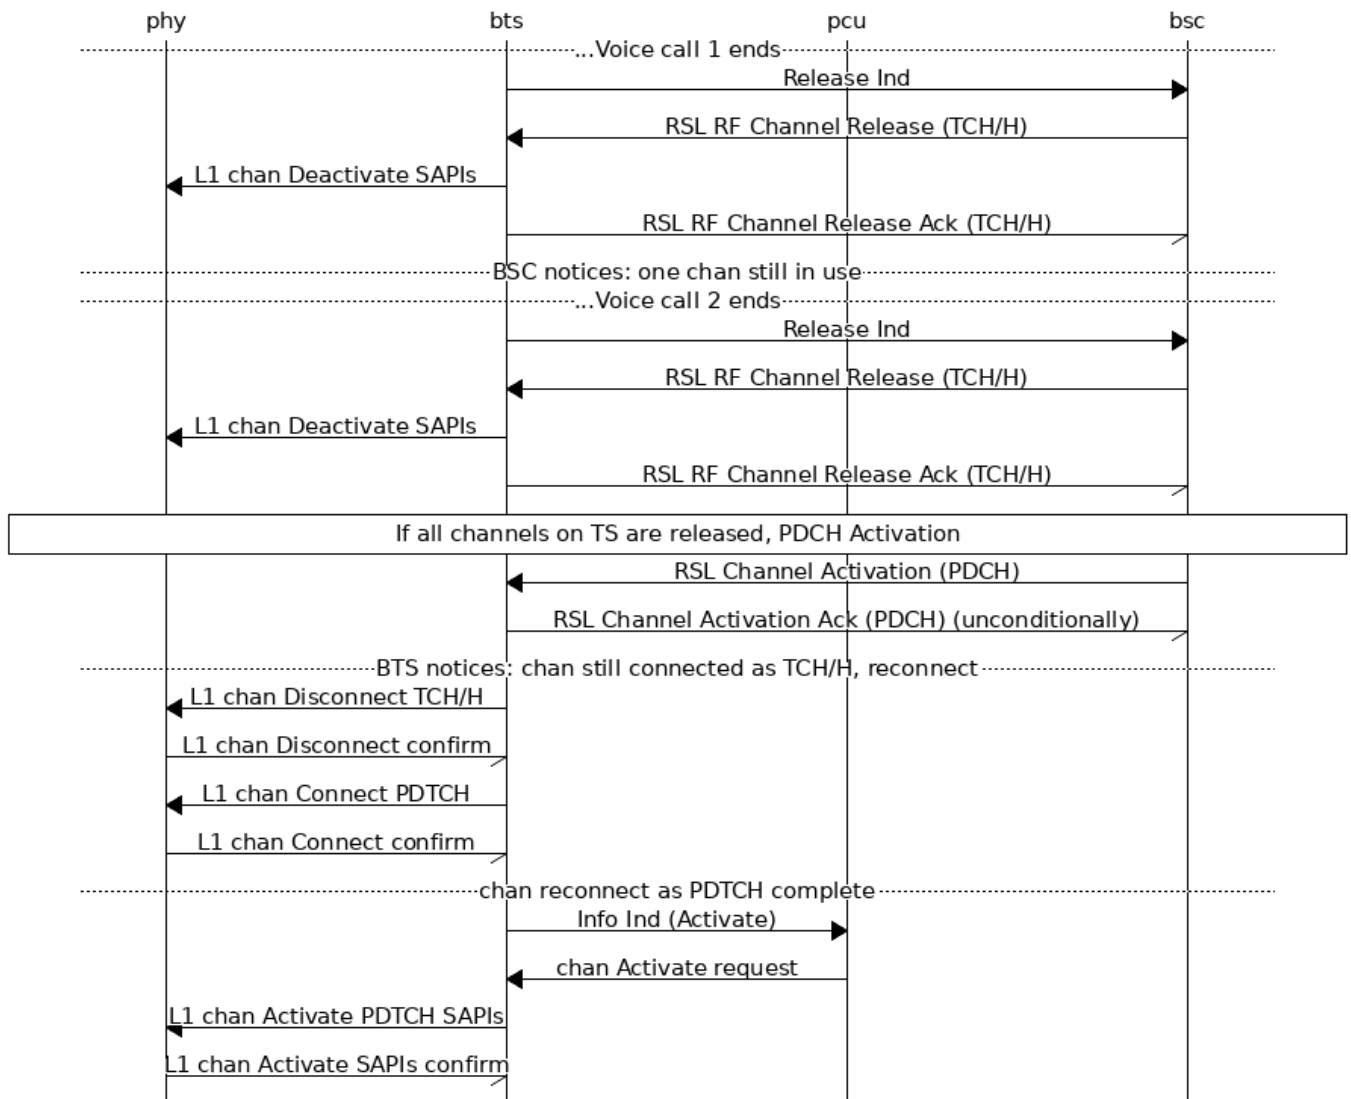 phy bts pcu bsc
...Voice call 1 ends
Release Ind
RSL RF Channel Release (TCH/H)
L1 chan Deactivate SAPIs
RSL RF Channel Release Ack (TCH/H)
BSC notices: one chan still in use
...Voice call 2 ends
Release Ind
RSL RF Channel Release (TCH/H)
L1 chan Deactivate SAPIs
RSL RF Channel Release Ack (TCH/H)
If all channels on TS are released, PDCH Activation
RSL Channel Activation (PDCH)
RSL Channel Activation Ack (PDCH) (unconditionally)
BTS notices: chan still connected as TCH/H, reconnect
L1 chan Disconnect TCH/H
L1 chan Disconnect confirm
L1 chan Connect PDTCH
L1 chan Connect confirm
chan reconnect as PDTCH complete
Info Ind (Activate)
chan Activate request
L1 chan Activate PDTCH SAPIs
L1 chan Activate SAPIs confirm